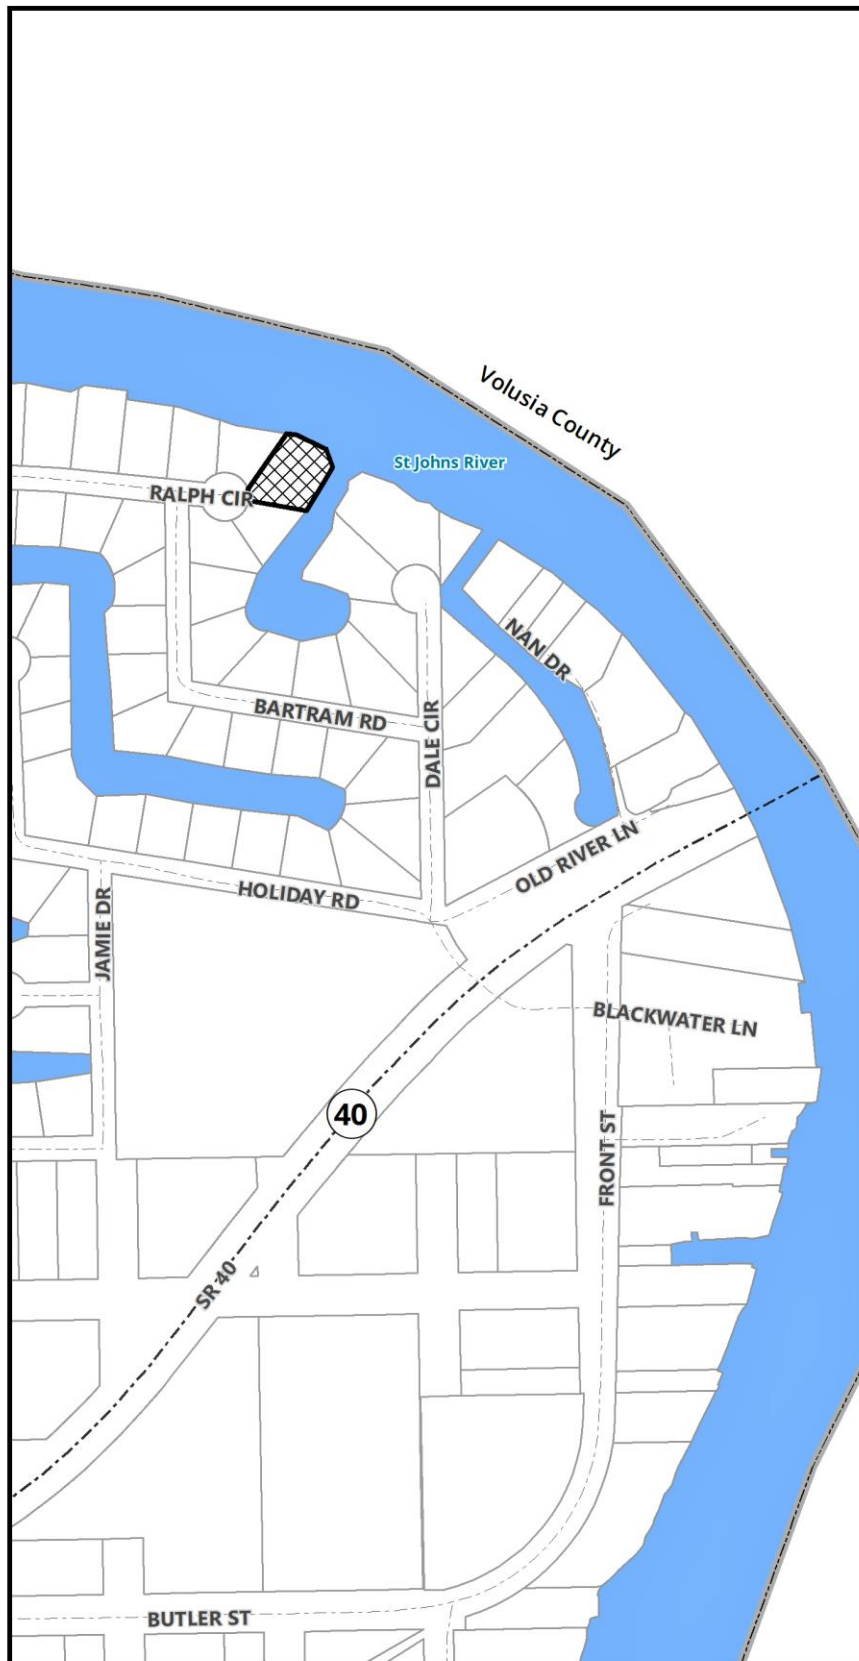 Volusia County
St Johns River
RALPH CIR
NAN DR
BARTRAM RD
DALE CIR
OLD RIVER LN
HOLIDAY RD
JAMIE DR
BLACKWATER LN
40
FRONT ST
SR 40
BUTLER ST